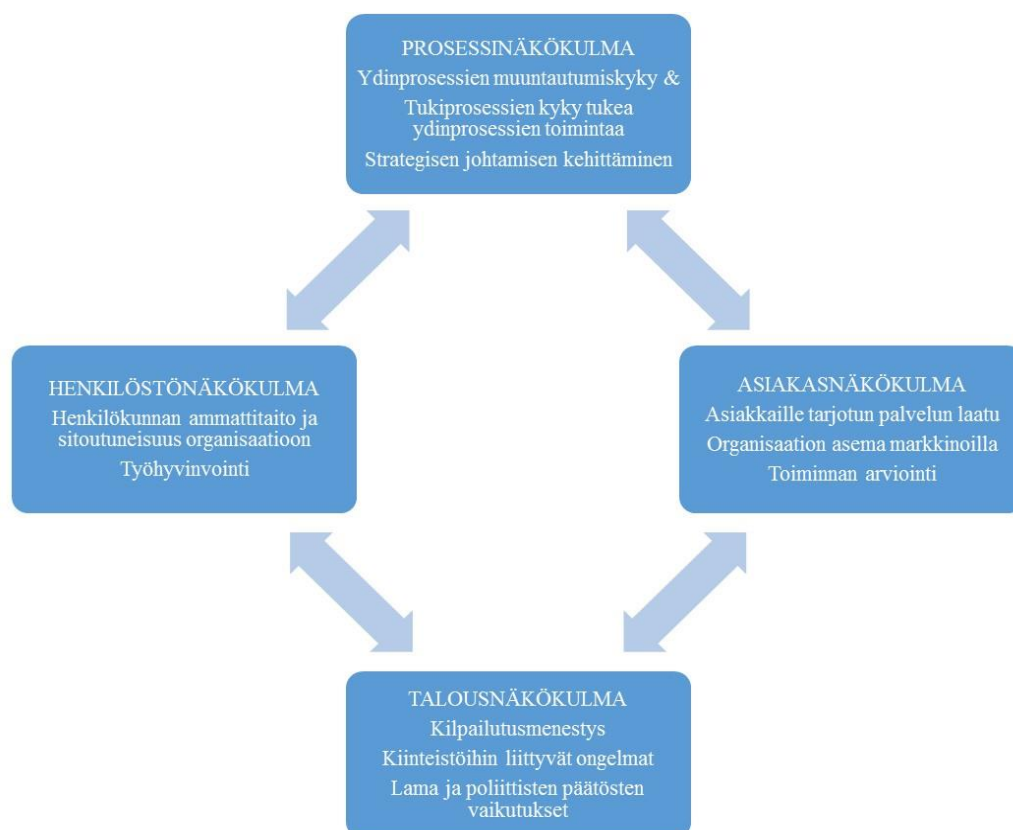 PROSESSINÄKÖKULMA
Ydinprosessien muuntautumiskyky &
Tukiprosessien kyky tukea
ydinprosessien toimintaa
Strategisen johtamisen kehittäminen
HENKILÖSTÖNÄKÖKULMA
Henkilökunnan ammattitaito ja
sitoutuneisuus organisaatioon
Työhyvinvointi
ASIAKASNÄKÖKULMA
Asiakkaille tarjotun palvelun laatu
Organisaation asema markkinoilla
Toiminnan arviointi
TALOUSNÄKÖKULMA
Kilpailutusmenestys
Kiinteistöihin liittyvät ongelmat
Lama ja poliittisten päätösten
vaikutukset